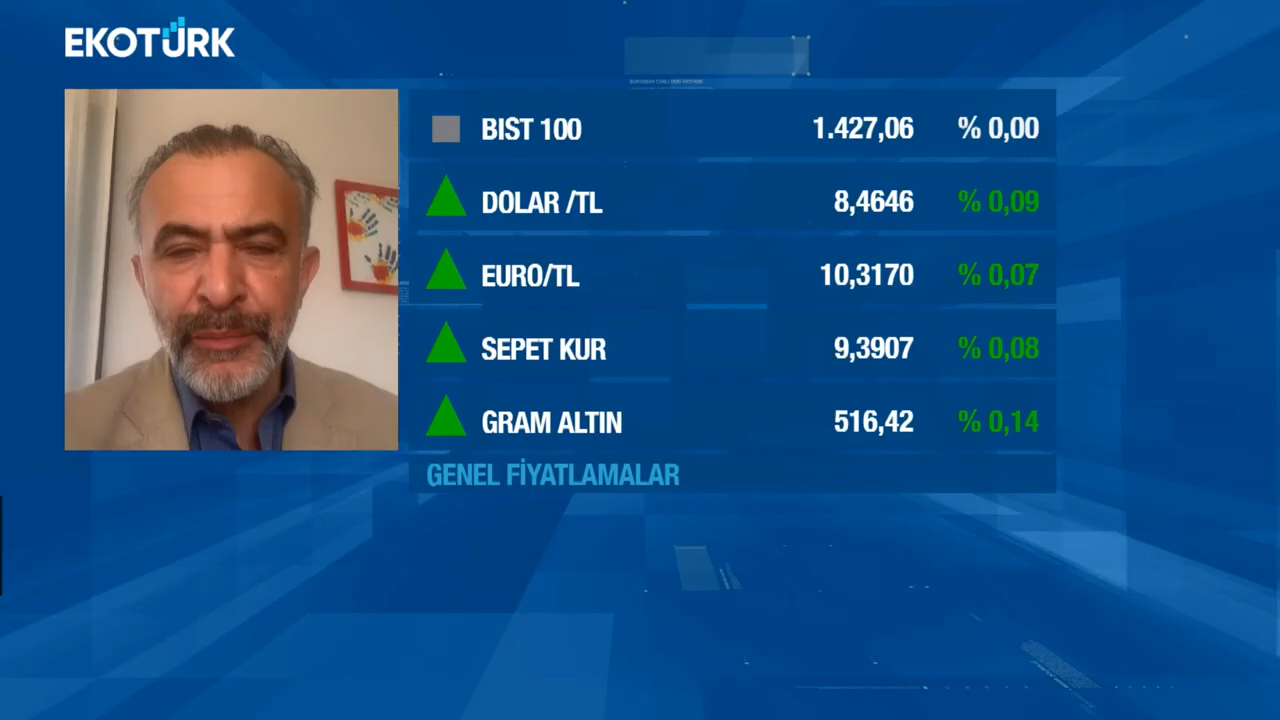 EKOTÜRK
BIST 100 1.427,06 % 0,00
DOLAR /TL 8,4646 % 0,09
EURO/TL 10,3170 % 0,07
SEPET KUR 9,3907 % 0,08
GRAM ALTIN 516,42 % 0,14
GENEL FİYATLAMALAR